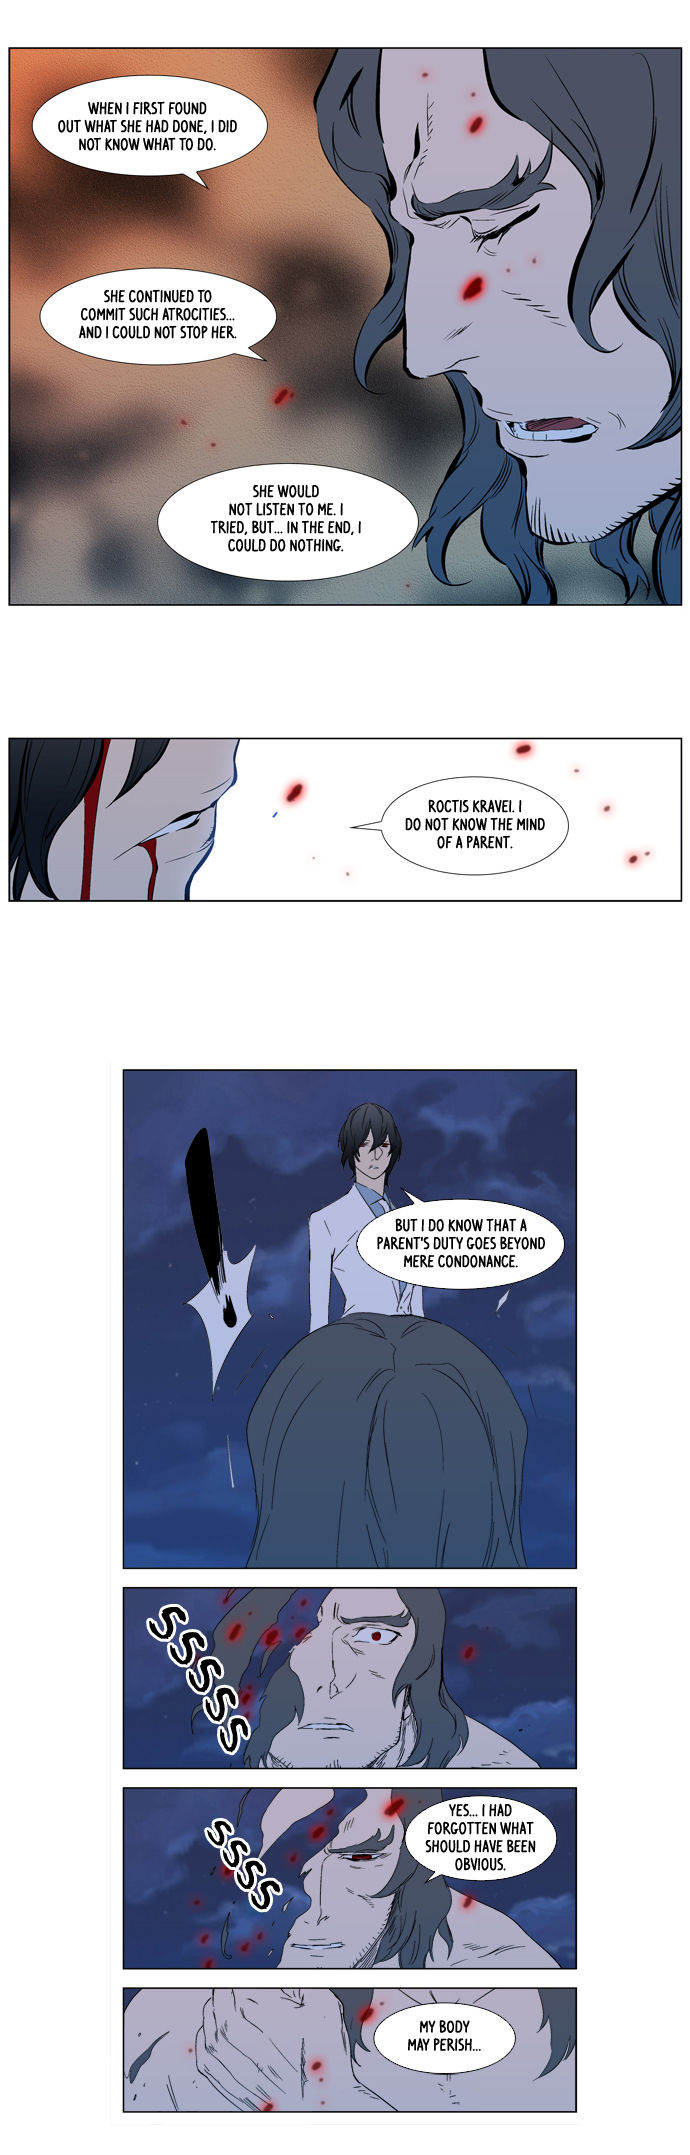 WHEN I FIRST FOUND
OUT WHAT SHE HAD DONE, I DID
NOT KNOW WHAT TO DO.
SHE CONTINUED TO
COMMIT SUCH ATROCITIES...
AND I COULD NOT STOP HER.
SHE WOULD
NOT LISTEN TO ME. I
TRIED, BUT... IN THE END, I
COULD DO NOTHING.
ROCTIS KRAVEI. I
DO NOT KNOW THE MIND
OF A PARENT.
!
BUT I DO KNOW THAT A
PARENT'S DUTY GOES BEYOND
MERE CONDONANCE.
SSSSS
YES... I HAD
FORGOTTEN WHAT
SHOULD HAVE BEEN
OBVIOUS.
SSSS
MY BODY
MAY PERISH...